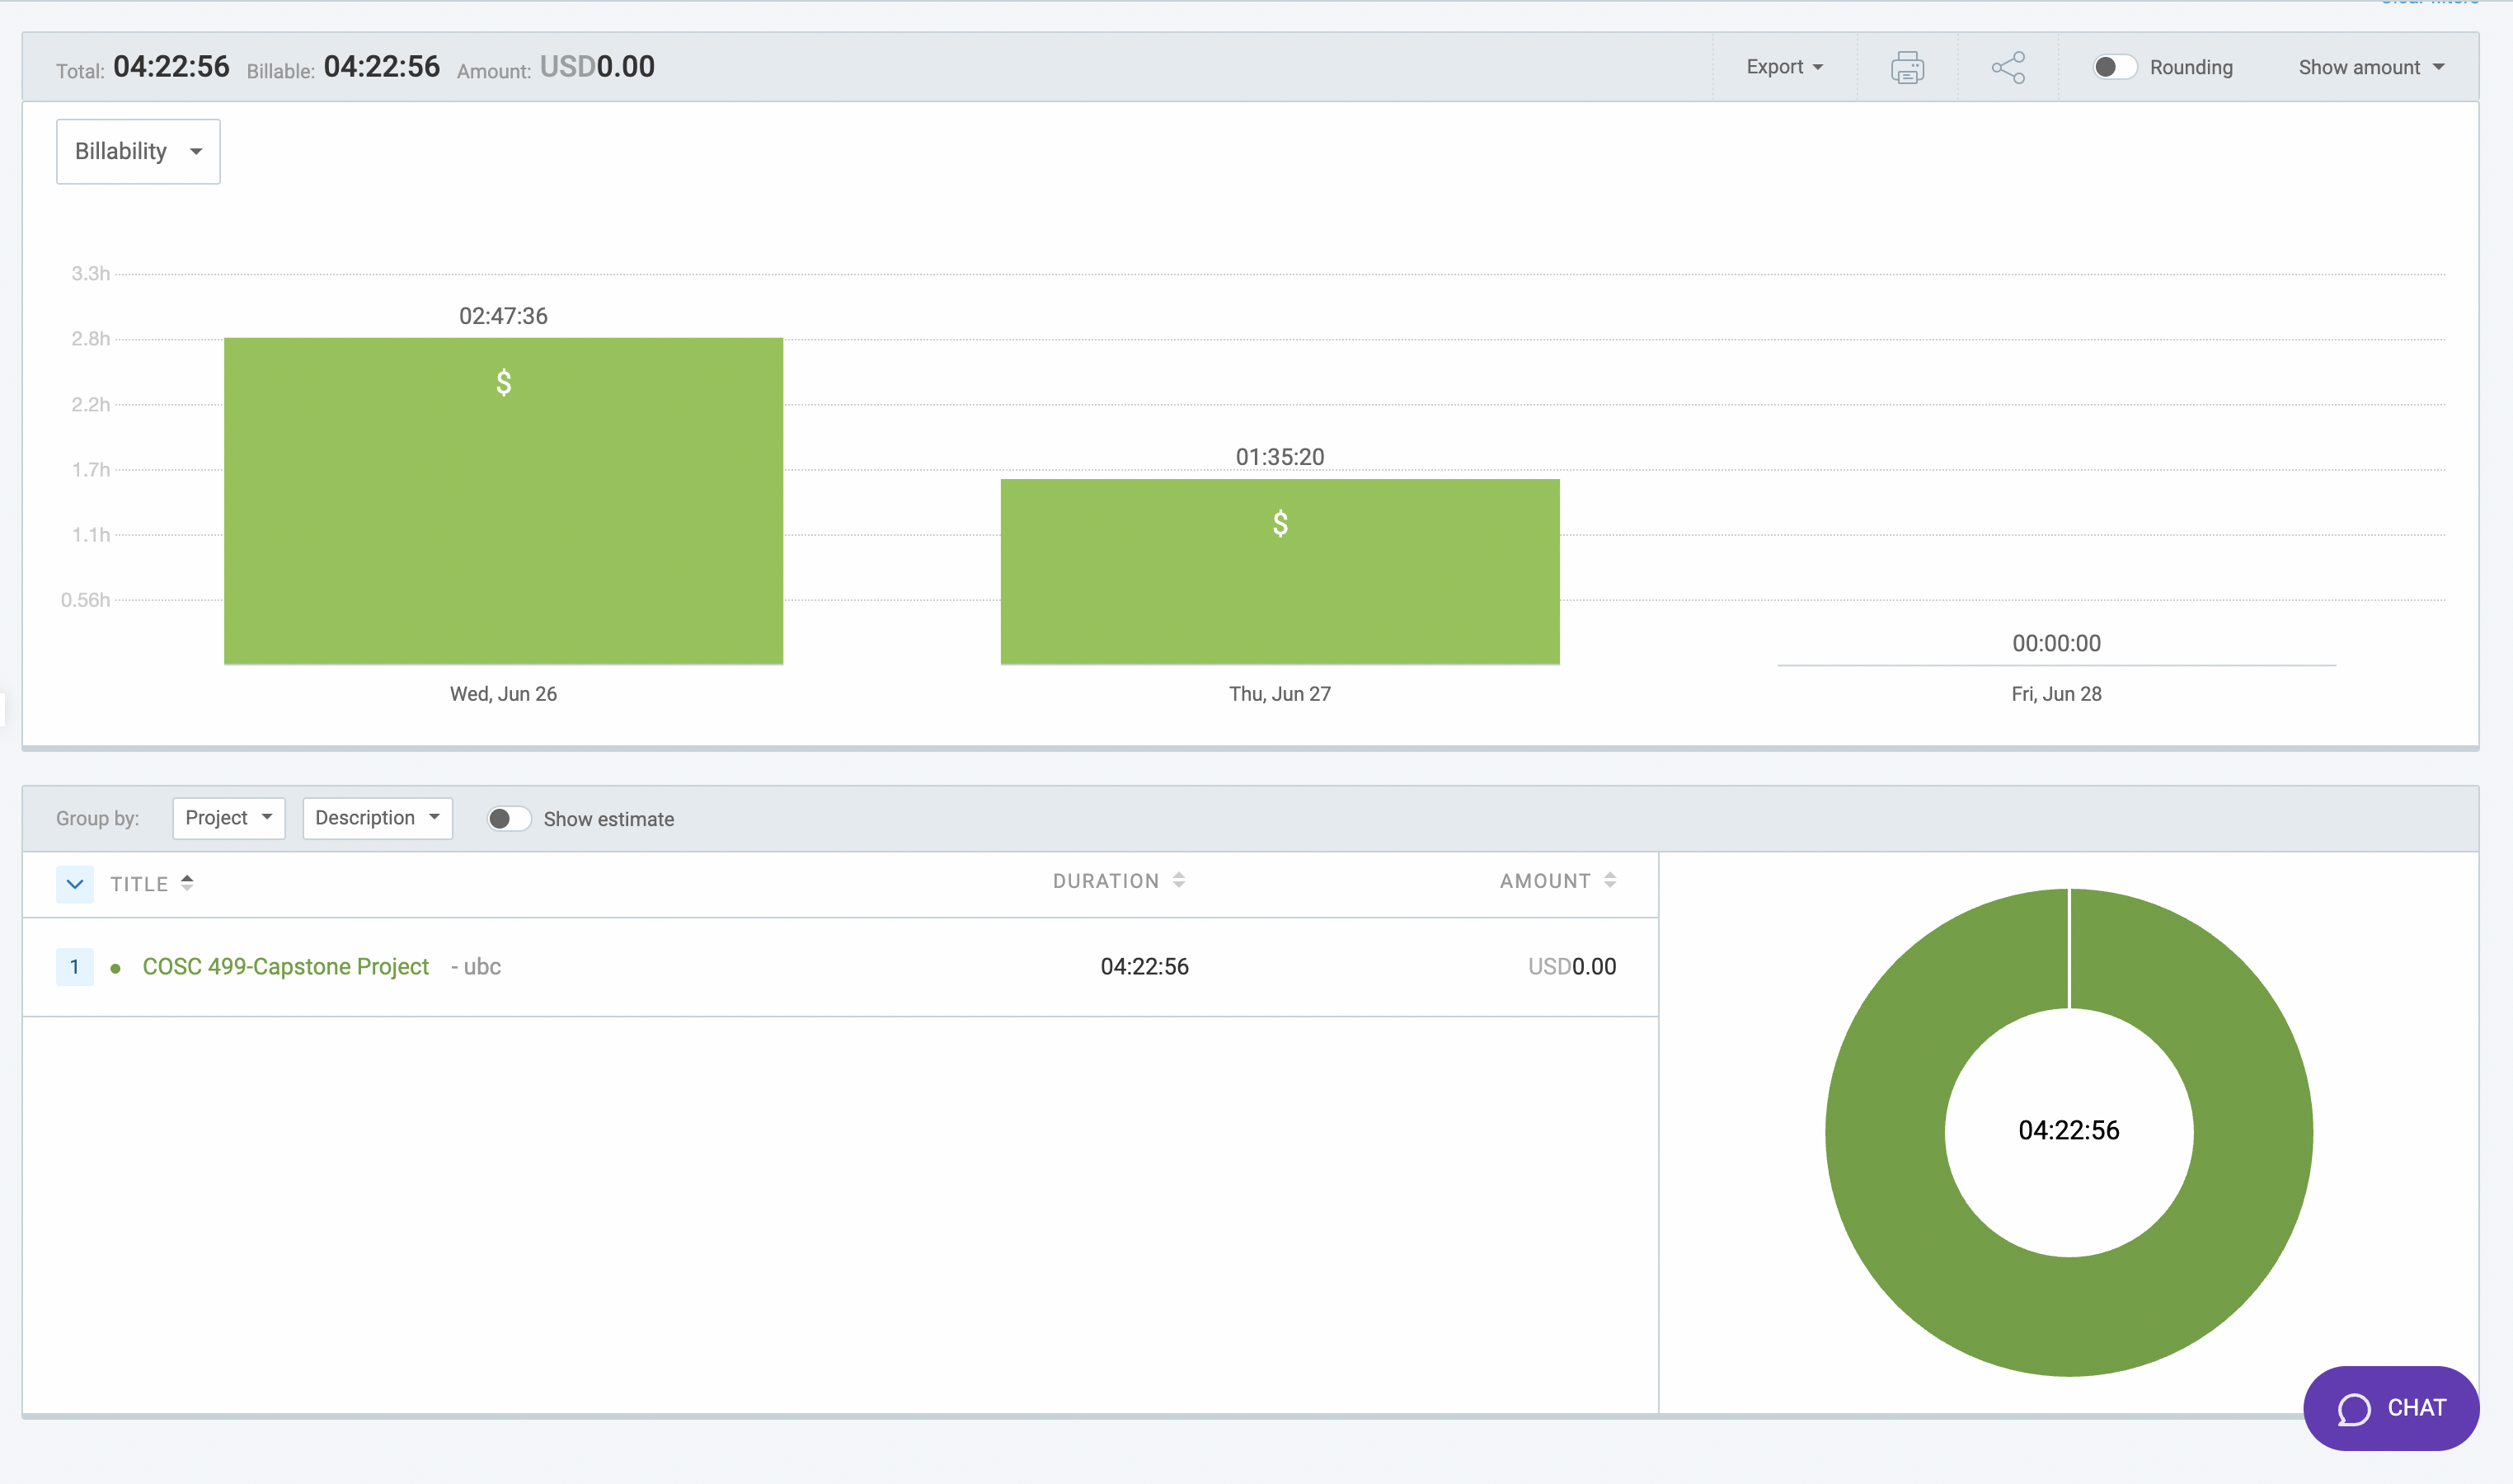 Total: 04:22:56 Billable: 04:22:56 Amount: USD0.00 Export Rounding Show amount
Billability
3.3h
02:47:36
2.8h
$
2.2h
01:35:20
1.7h
$
1.1h
0.56h
00:00:00
Wed, Jun 26 Thu, Jun 27 Fri, Jun 28
Group by: Project Description Show estimate
TITLE DURATION AMOUNT
1 COSC 499-Capstone Project - ubc 04:22:56 USD0.00
04:22:56
CHAT